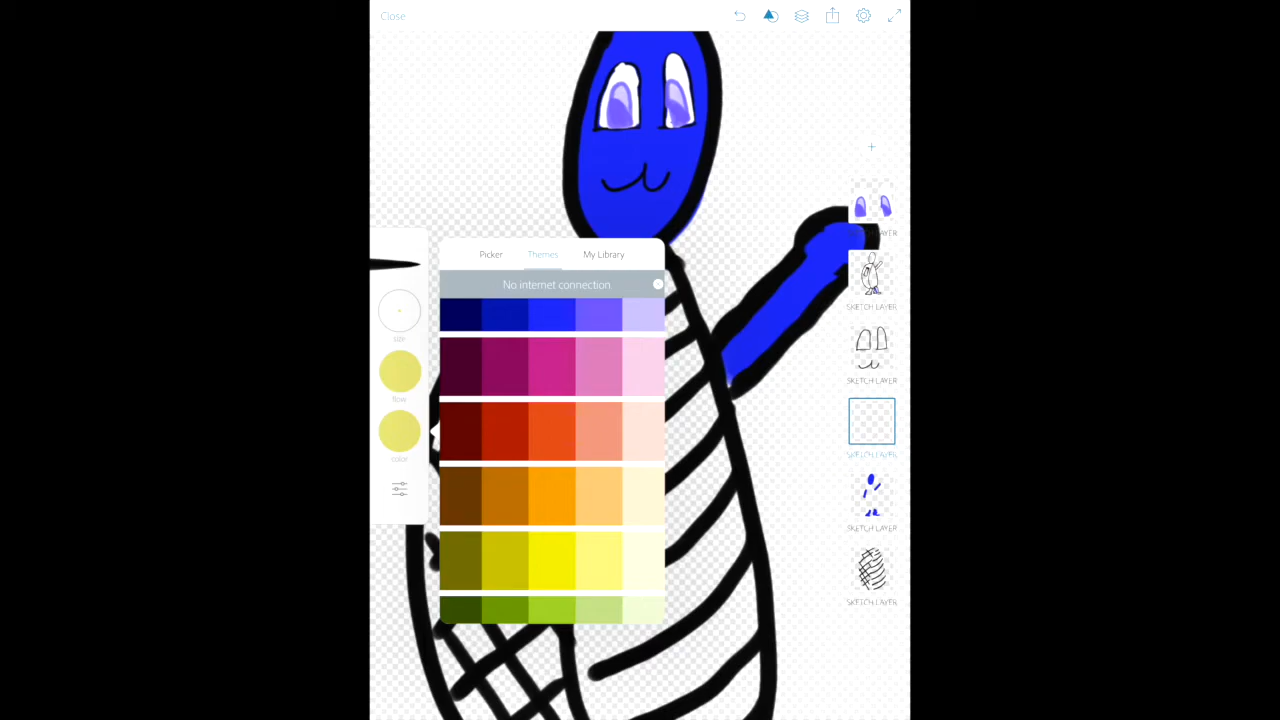 Close
Picker Themes My Library
No internet connection
size
flow
color
SKETCH LAYER
SKETCH LAYER
SKETCH LAYER
SKETCH LAYER
SKETCH LAYER
SKETCH LAYER